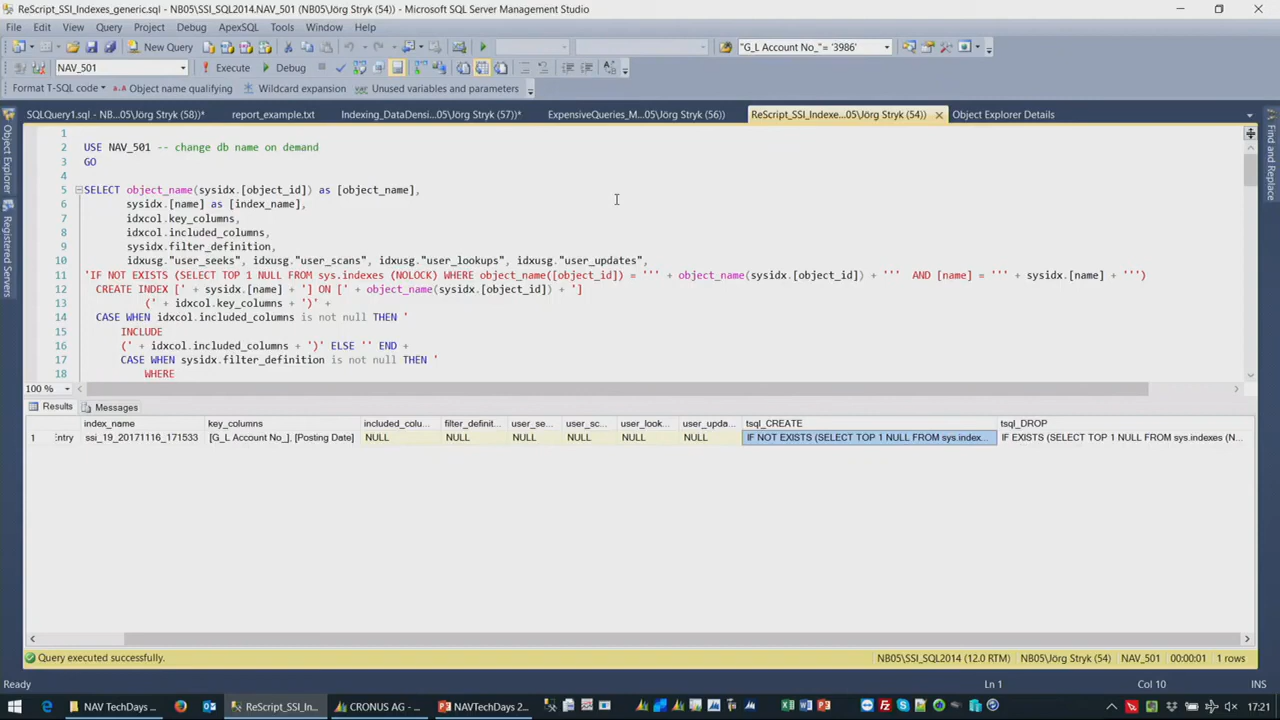 ReScript_SSI_Indexes_generic.sql - NB05\SSI_SQL2014.NAV_501 (NB05\Jörg Stryk (54)) - Microsoft SQL Server Management Studio
File Edit View Query Project Debug ApexSQL Tools Window Help
New Query "G_L Account No_"= '3986'
NAV_501 Execute Debug
Format T-SQL code Object name qualifying Wildcard expansion Unused variables and parameters
SQLQuery1.sql - NB...05\Jörg Stryk (58))* report_example.txt Indexing_DataDensi...05\Jörg Stryk (57))* ExpensiveQueries_M...05\Jörg Stryk (56)) ReScript_SSI_Indexe...05\Jörg Stryk (54)) Object Explorer Details
Object Explorer
Registered Servers
Find and Replace
1
2 USE NAV_501 -- change db name on demand
3 GO
4
5 SELECT object_name(sysidx.[object_id]) as [object_name],
6 sysidx.[name] as [index_name],
7 idxcol.key_columns,
8 idxcol.included_columns,
9 sysidx.filter_definition,
10 idxusg."user_seeks", idxusg."user_scans", idxusg."user_lookups", idxusg."user_updates",
11 'IF NOT EXISTS (SELECT TOP 1 NULL FROM sys.indexes (NOLOCK) WHERE object_name([object_id]) = ''' + object_name(sysidx.[object_id]) + ''' AND [name] = ''' + sysidx.[name] + ''')
12 CREATE INDEX [' + sysidx.[name] + '] ON [' + object_name(sysidx.[object_id]) + ']
13 (' + idxcol.key_columns + ')' +
14 CASE WHEN idxcol.included_columns is not null THEN '
15 INCLUDE
16 (' + idxcol.included_columns + ')' ELSE '' END +
17 CASE WHEN sysidx.filter_definition is not null THEN '
18 WHERE
100 %
Results Messages
index_name key_columns included_colu... filter_definit... user_se... user_sc... user_look... user_upda... tsql_CREATE tsql_DROP
1 Entry ssi_19_20171116_171533 [G_L Account No_], [Posting Date] NULL NULL NULL NULL NULL NULL IF NOT EXISTS (SELECT TOP 1 NULL FROM sys.index... IF EXISTS (SELECT TOP 1 NULL FROM sys.indexes (N...
Query executed successfully. NB05\SSI_SQL2014 (12.0 RTM) NB05\Jörg Stryk (54) NAV_501 00:00:01 1 rows
Ready Ln 1 Col 10 INS
NAV TechDays ... ReScript_SSI_In... CRONUS AG - ... NAVTechDays 2... 17:21